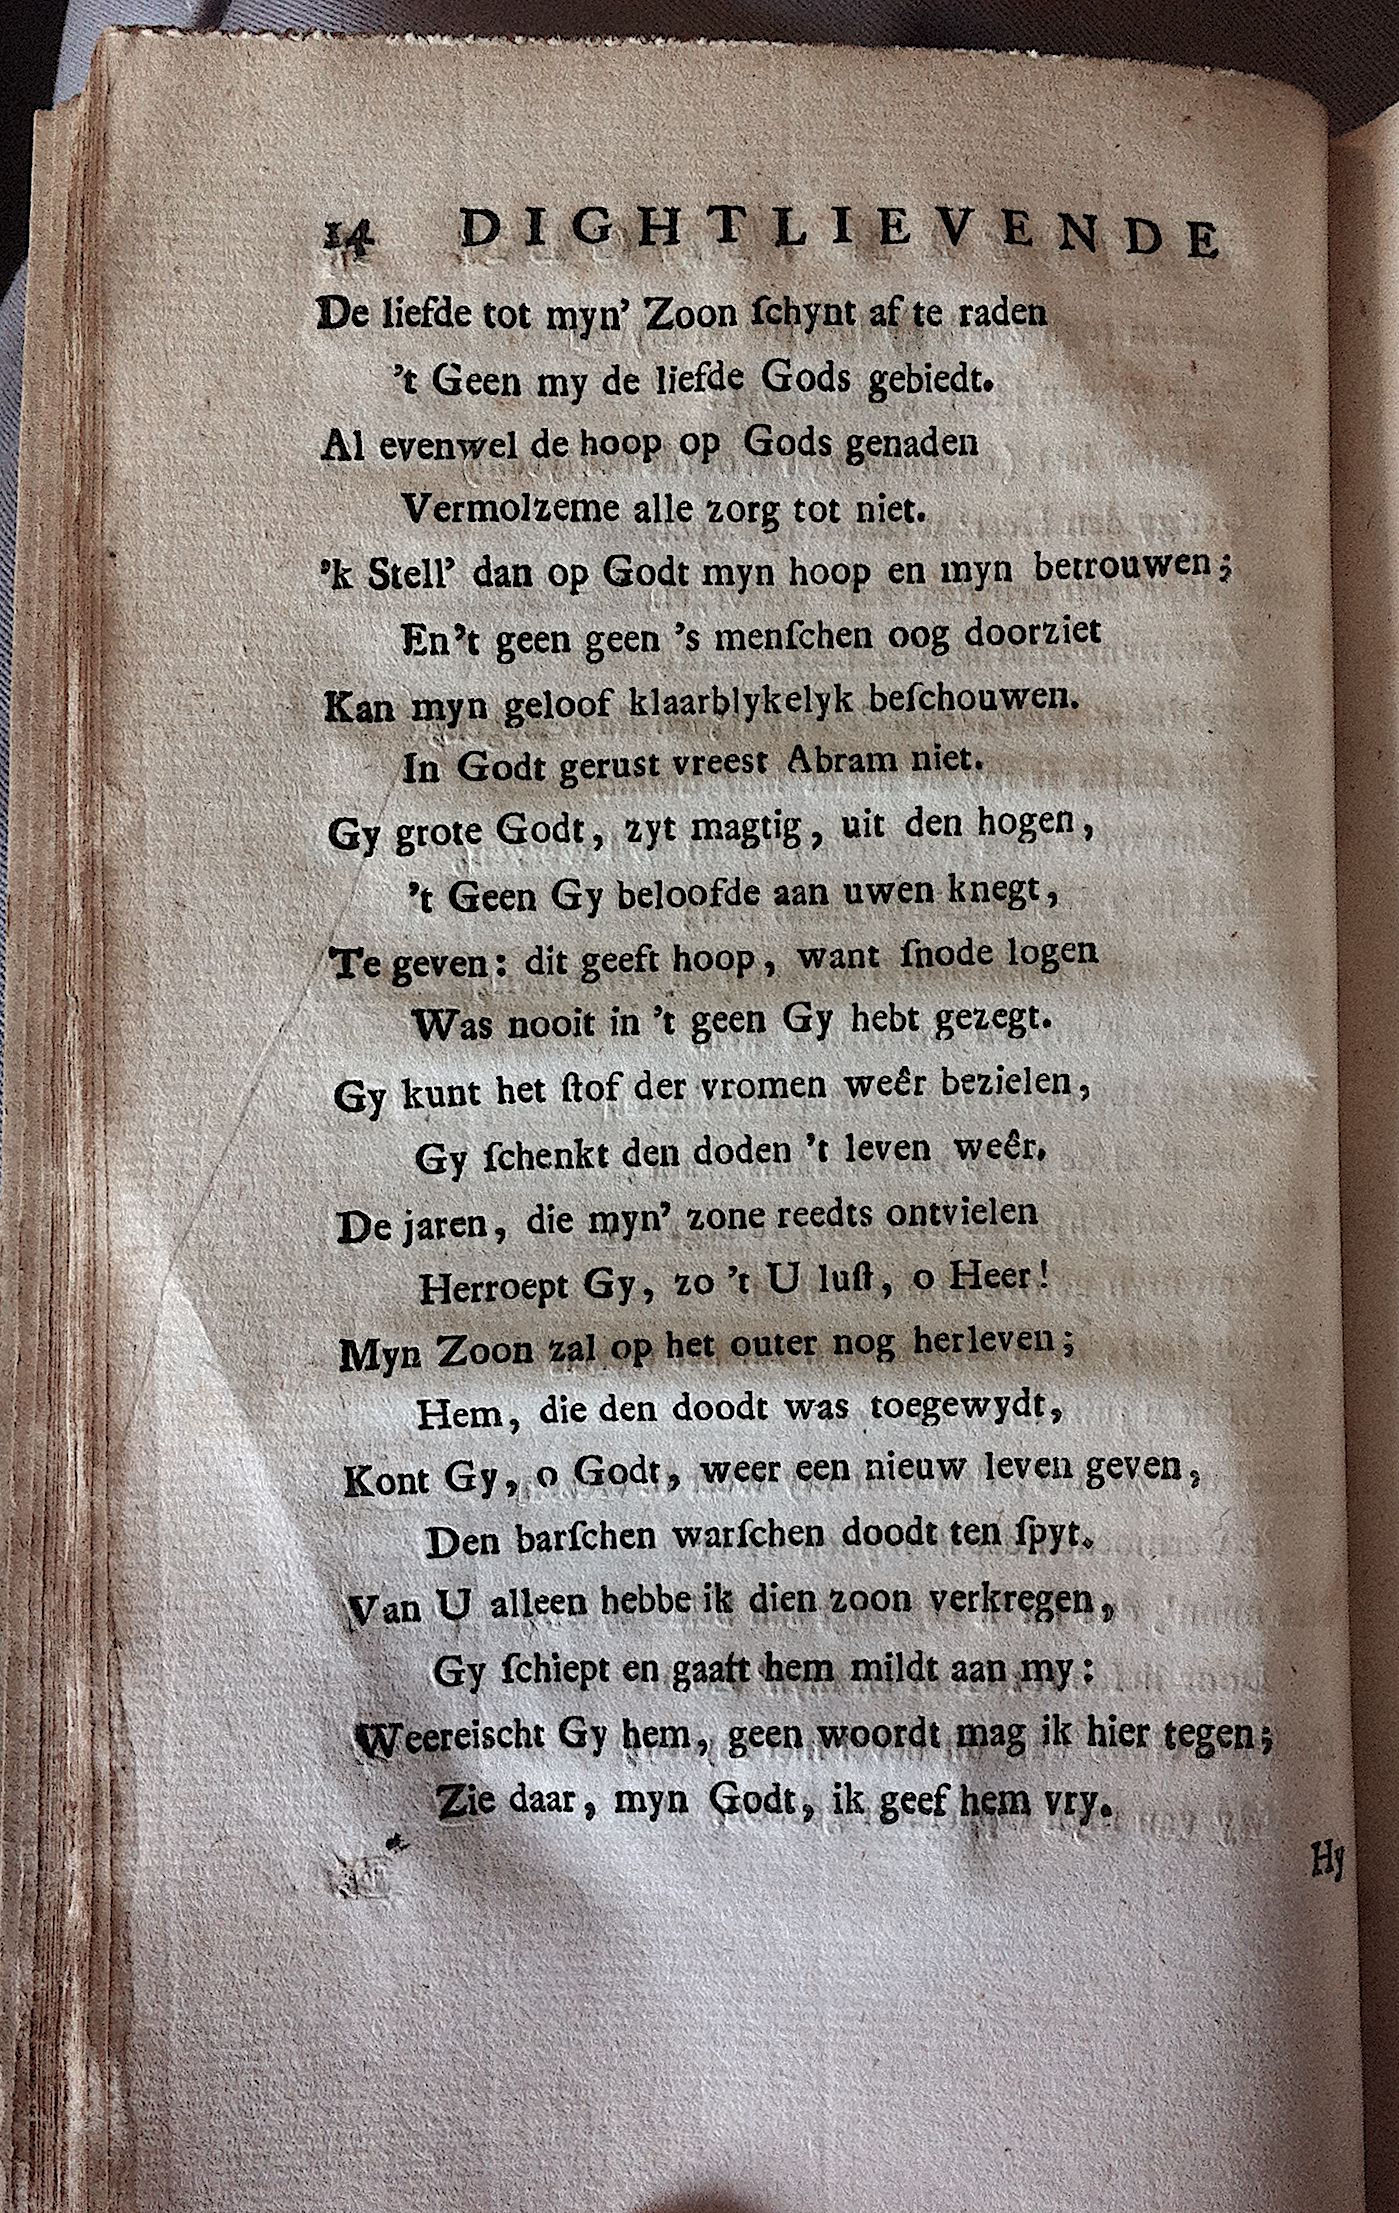 14 DIGHTLIEVENDE
De liefde tot myn’ Zoon ſchynt af te raden
’t Geen my de liefde Gods gebiedt.
Al evenwel de hoop op Gods genaden
Vermolzeme alle zorg tot niet.
’k Stell’ dan op Godt myn hoop en myn betrouwen;
En’t geen geen ’s menſchen oog doorziet
Kan myn geloof klaarblykelyk beſchouwen.
In Godt gerust vreest Abram niet.
Gy grote Godt, zyt magtig, uit den hogen,
’t Geen Gy beloofde aan uwen knegt,
Te geven: dit geeft hoop, want ſnode logen
Was nooit in ’t geen Gy hebt gezegt.
Gy kunt het ſtof der vromen weêr bezielen,
Gy ſchenkt den doden ’t leven weêr.
De jaren, die myn’ zone reedts ontvielen
Herroept Gy, zo ’t U luſt, o Heer!
Myn Zoon zal op het outer nog herleven;
Hem, die den doodt was toegewydt,
Kont Gy, o Godt, weer een nieuw leven geven,
Den barſchen warſchen doodt ten ſpyt.
Van U alleen hebbe ik dien zoon verkregen,
Gy ſchiept en gaaft hem mildt aan my:
Weereischt Gy hem, geen woordt mag ik hier tegen;
Zie daar, myn Godt, ik geef hem vry.
Hy